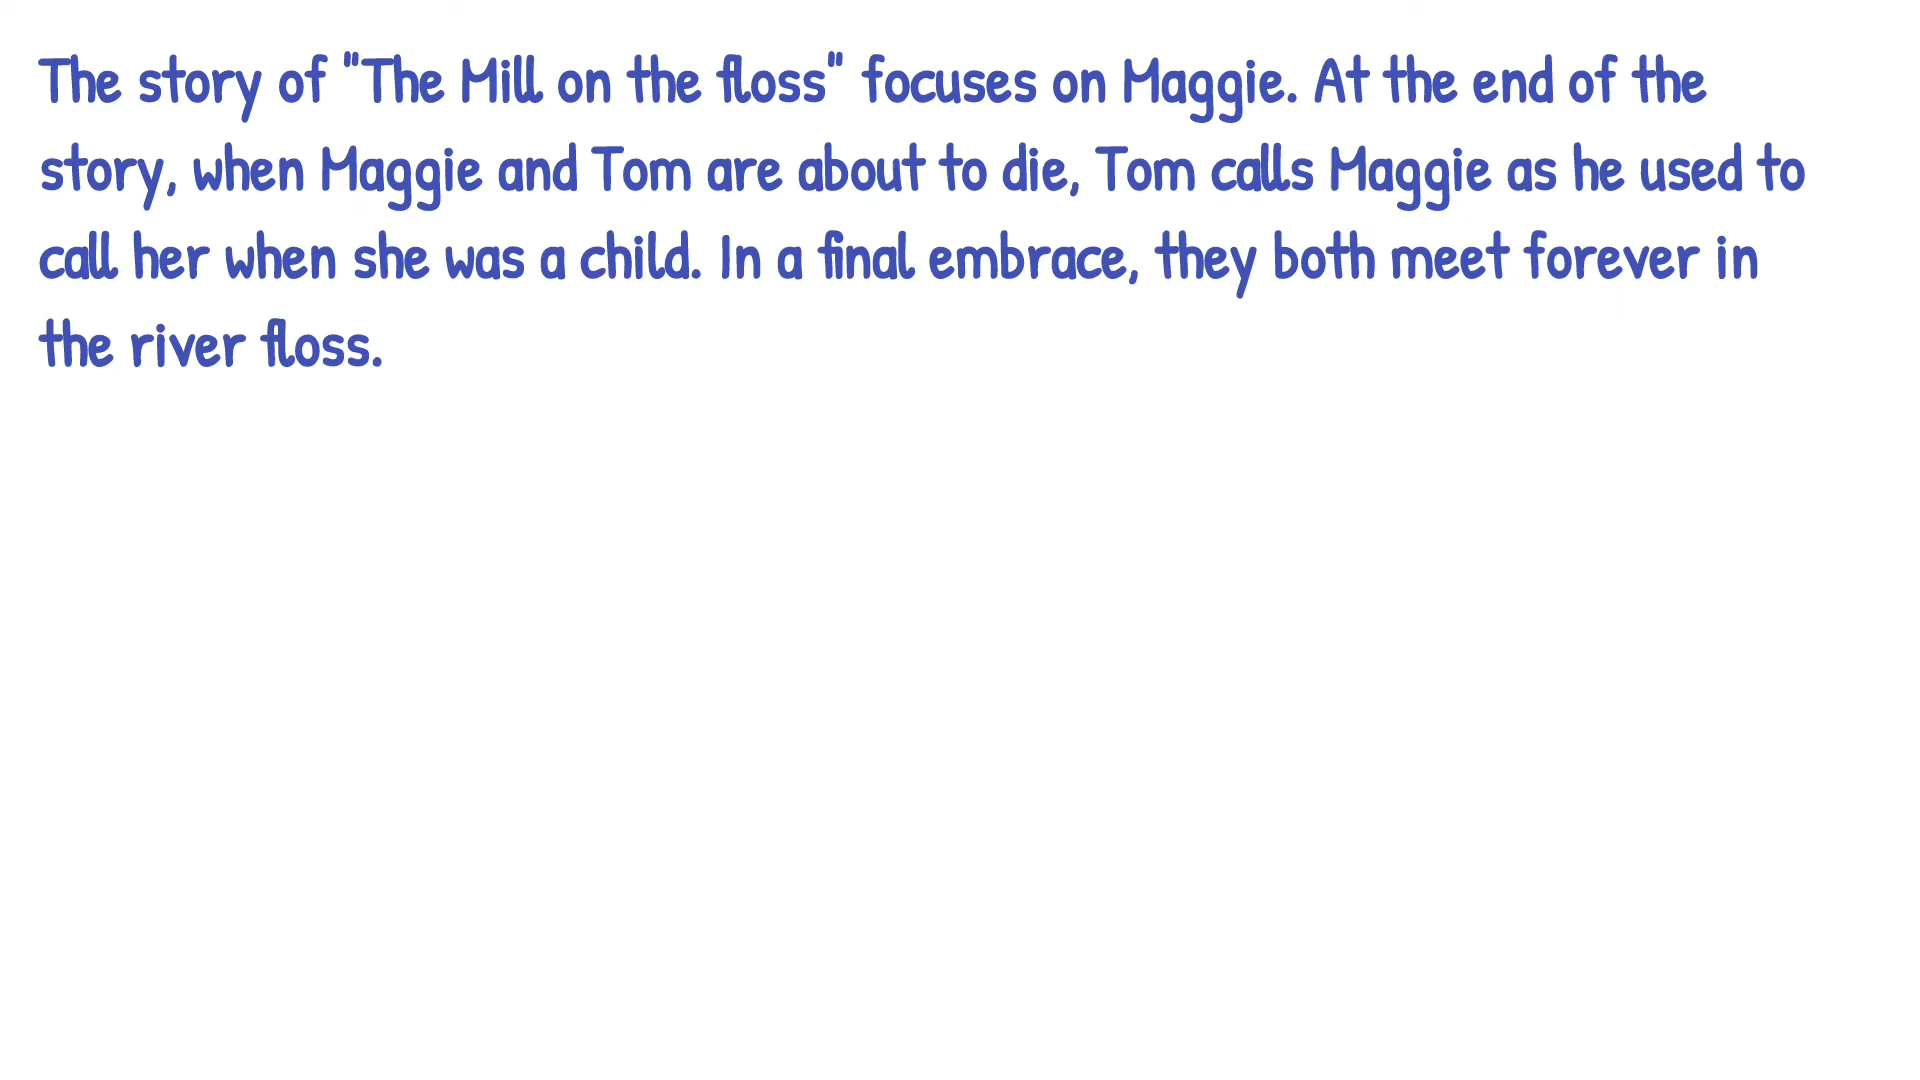 The story of "The Mill on the floss" focuses on Maggie. At the end of the
story, when Maggie and Tom are about to die, Tom calls Maggie as he used to
call her when she was a child. In a final embrace, they both meet forever in
the river floss.